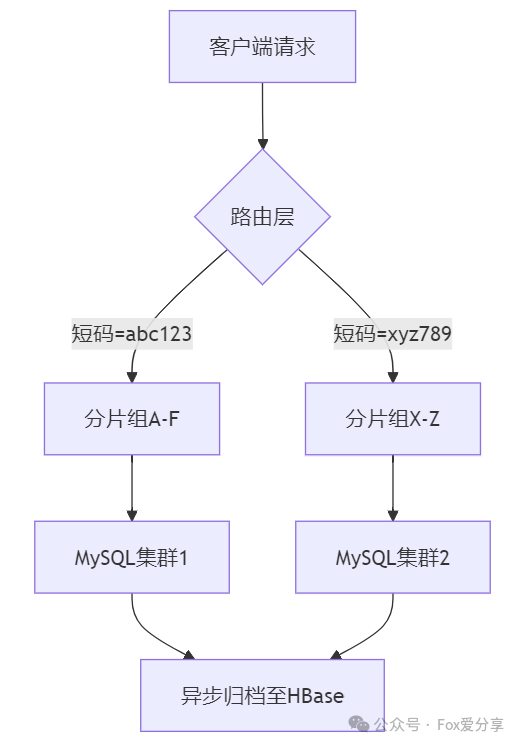 客户端请求
路由层
短码=abc123
短码=xyz789
分片组A-F
分片组X-Z
MySQL集群1
MySQL集群2
异步归档至HBase
公众号 · Fox爱分享